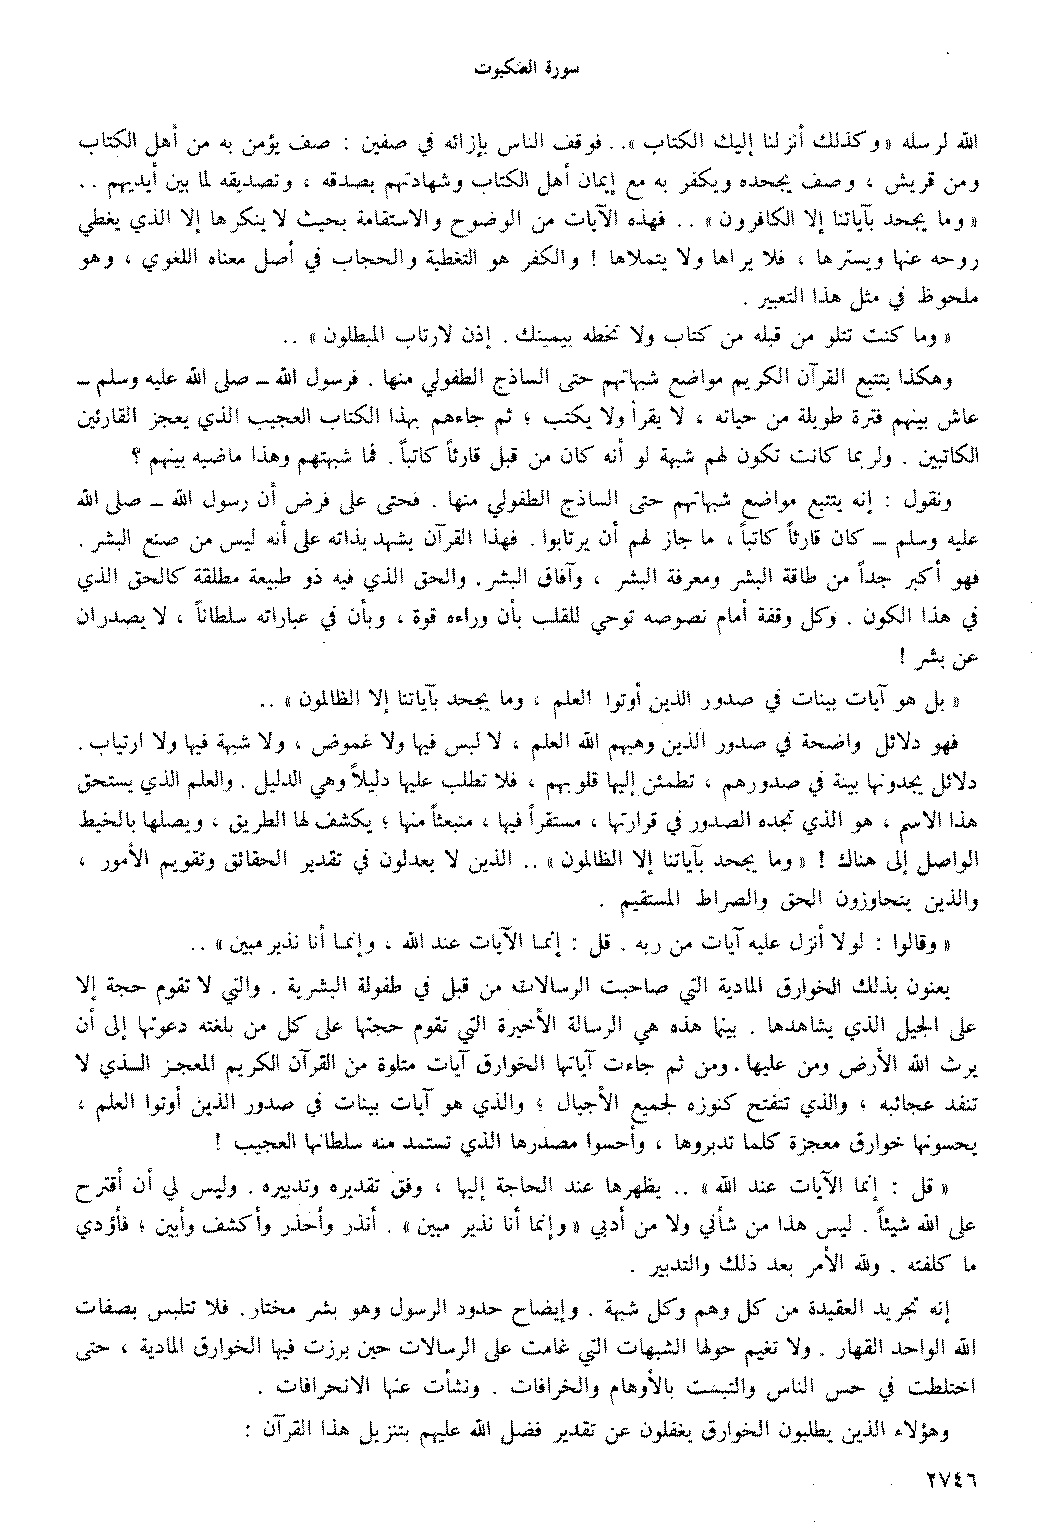 سورة العنكبوت
الله لرسله « وكذلك أنزلنا إليك الكتاب » .. فوقف الناس بإزائه في صفين : صف يؤمن به من أهل الكتاب
ومن قريش ، وصف يجحده ويكفر به مع إيمان أهل الكتاب وشهادتهم بصدقه ، وتصديقه لما بين أيديهم ..
« وما يجحد بآياتنا إلا الكافرون » .. فهذه الآيات من الوضوح والاستقامة بحيث لا ينكرها إلا الذي يغطي
روحه عنها ويسترها ، فلا يراها ولا يتملاها ! والكفر هو التغطية والحجاب في أصل معناه اللغوي ، وهو
ملحوظ في مثل هذا التعبير .
« وما كنت تتلو من قبله من كتاب ولا تخطه بيمينك . إذن لارتاب المبطلون » ..
وهكذا يتتبع القرآن الكريم مواضع شبهاتهم حتى الساذج الطفولي منها . فرسول الله – صلى الله عليه وسلم –
عاش بينهم فترة طويلة من حياته ، لا يقرأ ولا يكتب ؛ ثم جاءهم بهذا الكتاب العجيب الذي يعجز القارئين
الكاتبين . ولربما كانت تكون لهم شبهة لو أنه كان من قبل قارئاً كاتباً . فما شبهتهم وهذا ماضيه بينهم ؟
ونقول : إنه يتتبع مواضع شبهاتهم حتى الساذج الطفولي منها . فحتى على فرض أن رسول الله – صلى الله
عليه وسلم – كان قارئاً كاتباً ، ما جاز لهم أن يرتابوا . فهذا القرآن يشهد بذاته على أنه ليس من صنع البشر .
فهو أكبر جداً من طاقة البشر ومعرفة البشر ، وآفاق البشر . والحق الذي فيه ذو طبيعة مطلقة كالحق الذي
في هذا الكون . وكل وقفة أمام نصوصه توحي للقلب بأن وراءه قوة ، وبأن في عباراته سلطاناً ، لا يصدران
عن بشر !
« بل هو آيات بينات في صدور الذين أوتوا العلم ، وما يجحد بآياتنا إلا الظالمون » ..
فهو دلائل واضحة في صدور الذين وهبهم الله العلم ، لا لبس فيها ولا غموض ، ولا شبهة فيها ولا ارتياب .
دلائل يجدونها بينة في صدورهم ، تطمئن إليها قلوبهم ، فلا تطلب عليها دليلاً وهي الدليل . والعلم الذي يستحق
هذا الاسم ، هو الذي تجده الصدور في قرارتها ، مستقراً فيها ، منبعثاً منها ؛ يكشف لها الطريق ، ويصلها بالخيط
الواصل إلى هناك ! « وما يجحد بآياتنا إلا الظالمون » .. الذين لا يعدلون في تقدير الحقائق وتقويم الأمور ،
والذين يتجاوزون الحق والصراط المستقيم .
« وقالوا : لولا أنزل عليه آيات من ربه . قل : إنما الآيات عند الله ، وإنما أنا نذير مبين » ..
يعنون بذلك الخوارق المادية التي صاحبت الرسالات من قبل في طفولة البشرية . والتي لا تقوم حجة إلا
على الجيل الذي يشاهدها . بينما هذه هي الرسالة الأخيرة التي تقوم حجتها على كل من بلغته دعوتها إلى أن
يرث الله الأرض ومن عليها . ومن ثم جاءت آياتها الخوارق آيات متلوة من القرآن الكريم المعجز الـذي لا
تنفد عجائبه ، والذي تتفتح كنوزه لجميع الأجيال ؛ والذي هو آيات بينات في صدور الذين أوتوا العلم ،
يحسونها خوارق معجزة كلما تدبروها ، وأحسوا مصدرها الذي تستمد منه سلطانها العجيب !
« قل : إنما الآيات عند الله » .. يظهرها عند الحاجة إليها ، وفق تقديره وتدبيره . وليس لي أن أقترح
على الله شيئاً . ليس هذا من شأني ولا من أدبي « وإنما أنا نذير مبين » . أنذر وأحذر وأكشف وأبين ؛ فأؤدي
ما كلفته . ولله الأمر بعد ذلك والتدبير .
إنه تجريد العقيدة من كل وهم وكل شبهة . وإيضاح حدود الرسول وهو بشر مختار . فلا تتلبس بصفات
الله الواحد القهار . ولا تغيم حولها الشبهات التي غامت على الرسالات حين برزت فيها الخوارق المادية ، حتى
اختلطت في حس الناس والتبست بالأوهام والخرافات . ونشأت عنها الانحرافات .
وهؤلاء الذين يطلبون الخوارق يغفلون عن تقدير فضل الله عليهم بتنزيل هذا القرآن :
٢٧٤٦